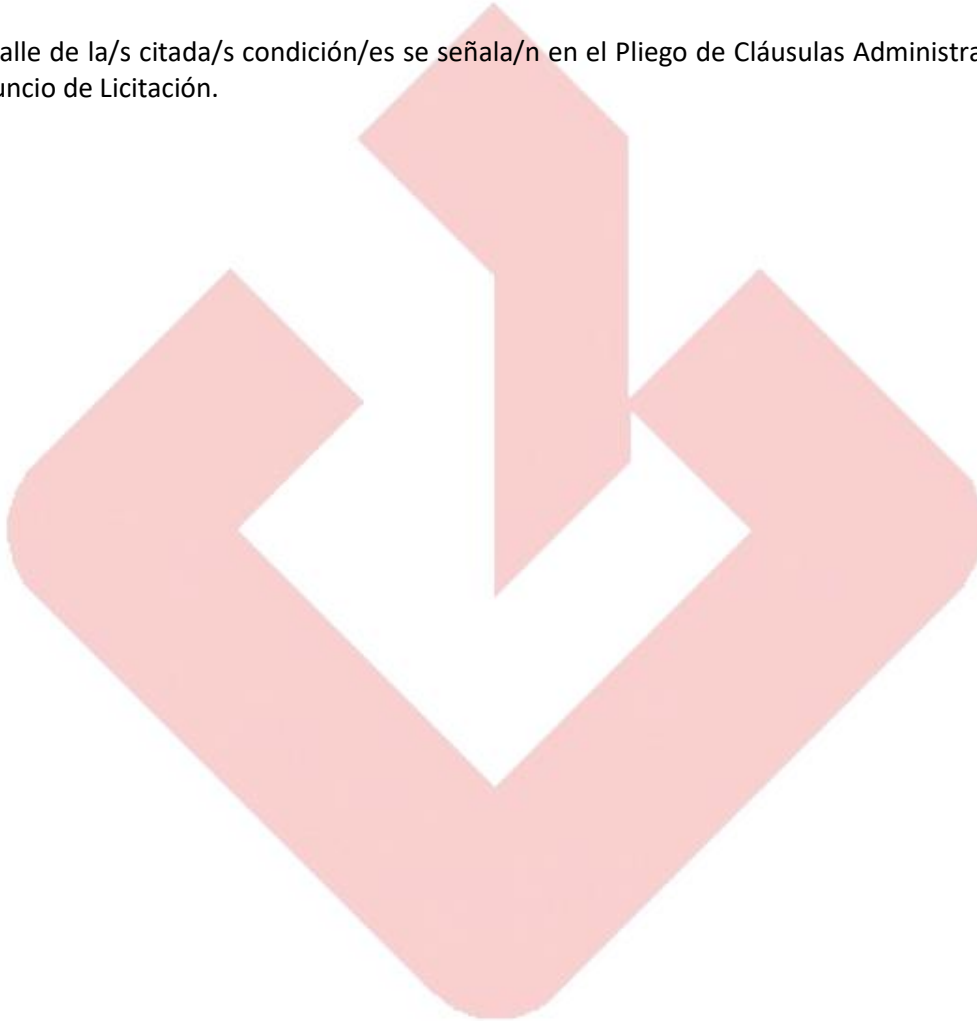 alle de la/s citada/s condición/es se señala/n en el Pliego de Cláusulas Administra
uncio de Licitación.